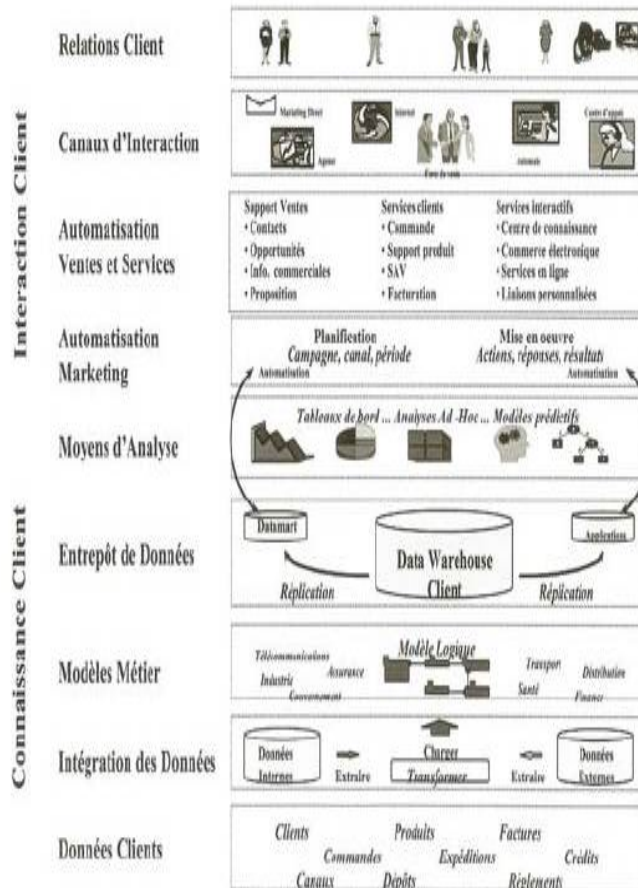 Interaction Client
Connaissance Client
Relations Client
Canaux d'Interaction
Marketing Direct
Internet
Centre d'appel
Agence
Force de vente
Automate
Automatisation
Ventes et Services
Support Ventes
• Contacts
• Opportunités
• Info. commerciales
• Proposition
Services clients
• Commande
• Support produit
• SAV
• Facturation
Services interactifs
• Centre de connaissance
• Commerce électronique
• Services en ligne
• Liaisons personnalisées
Automatisation
Marketing
Planification
Campagne, canal, période
Automatisation
Mise en oeuvre
Actions, réponses, résultats
Automatisation
Moyens d'Analyse
Tableaux de bord ... Analyses Ad -Hoc ... Modèles prédictifs
Entrepôt de Données
Datamart
Data Warehouse
Client
Applications
Réplication
Réplication
Modèles Métier
Télécommunications
Assurance
Industrie
Gouvernement
Modèle Logique
Transport
Distribution
Santé
Finance
Intégration des Données
Données
Internes
Extraire
Charger
Transformer
Extraire
Données
Externes
Données Clients
Clients
Produits
Factures
Commandes
Expéditions
Crédits
Canaux
Dépôts
Règlements